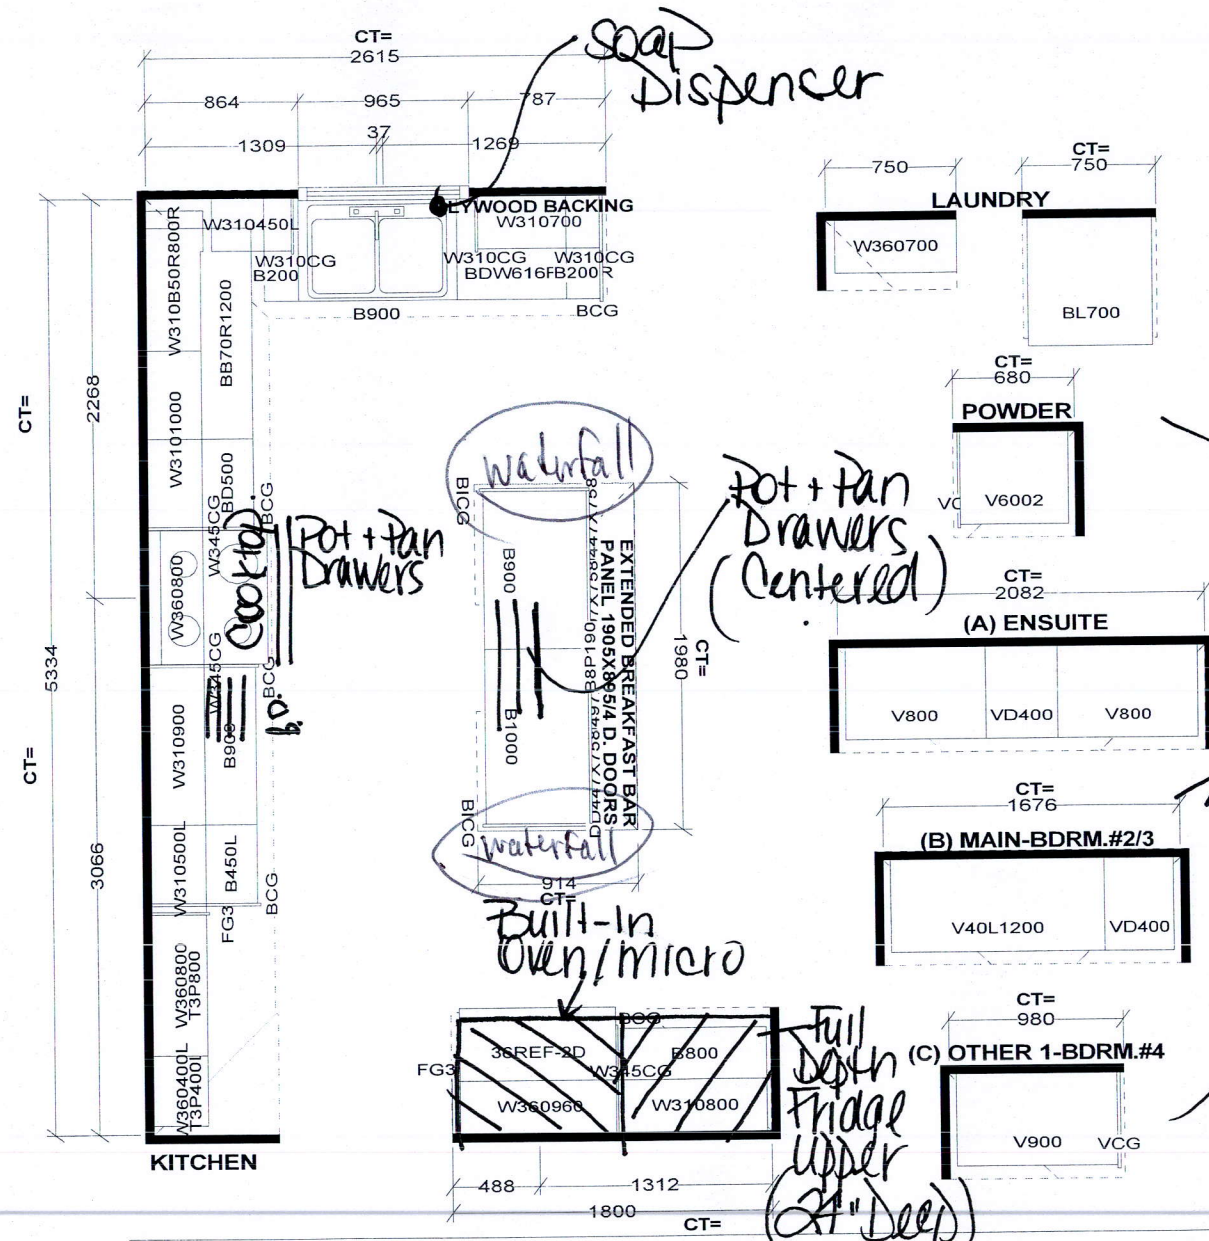 CT=
2615
Soap
Dispenser
864
965
787
37
1309
1269
CT=
750
750
LAUNDRY
LYWOOD BACKING
W310450L
W310700
W360700
W310CG
W310CG
W310CG
B200
BDW616F
B200R
B900
BCG
BL700
W310B50R800R
BB70R1200
CT=
2268
W3101000
BD500
CT=
680
POWDER
V6002
waterfall
BICG
W345CG
BCG
Cooktop.
Pot + Pan
Drawers
W360800
Pot + Pan
Drawers
(Centered)
B900
EXTENDED BREAKFAST BAR
PANEL 1905X895/4 D. DOORS
1980
CT=
CT=
2082
(A) ENSUITE
V800
VD400
V800
5334
W345CG
BCG
W310900
B900
B1000
CT=
CT=
1676
(B) MAIN-BDRM.#2/3
V40L1200
VD400
BICG
waterfall
914
CT=
3066
W310500L
B450L
BCG
FG3
Built-In
Oven/micro
W360800
T3P800
W360400L
T3P400L
BCG
36REF-2D
B800
FG3
W345CG
W360960
W310800
Full
Depth
Fridge
Upper
(24" Deep)
CT=
980
(C) OTHER 1-BDRM.#4
V900
VCG
KITCHEN
488
1312
1800
CT=